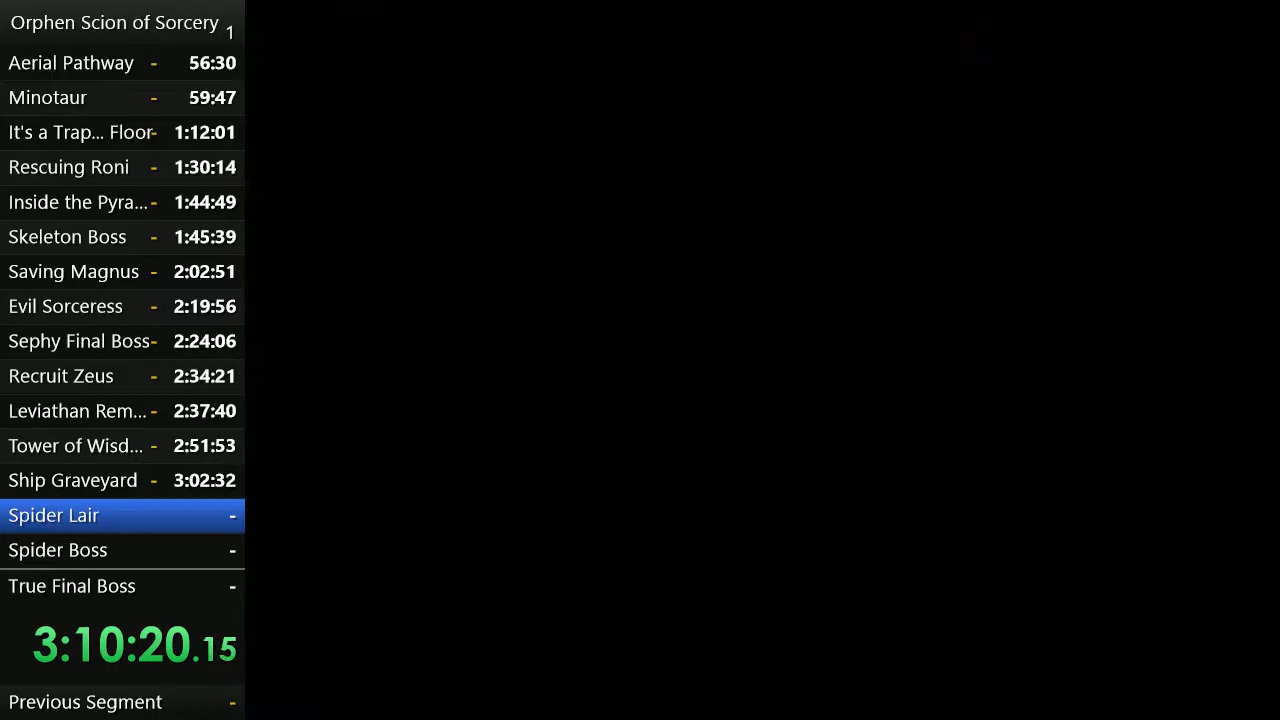 Orphen Scion of Sorcery 1
Aerial Pathway - 56:30
Minotaur - 59:47
It's a Trap... Floor- 1:12:01
Rescuing Roni - 1:30:14
Inside the Pyra... - 1:44:49
Skeleton Boss - 1:45:39
Saving Magnus - 2:02:51
Evil Sorceress - 2:19:56
Sephy Final Boss- 2:24:06
Recruit Zeus - 2:34:21
Leviathan Rem... - 2:37:40
Tower of Wisd... - 2:51:53
Ship Graveyard - 3:02:32
Spider Lair -
Spider Boss -
True Final Boss -
3:10:20.15
Previous Segment -